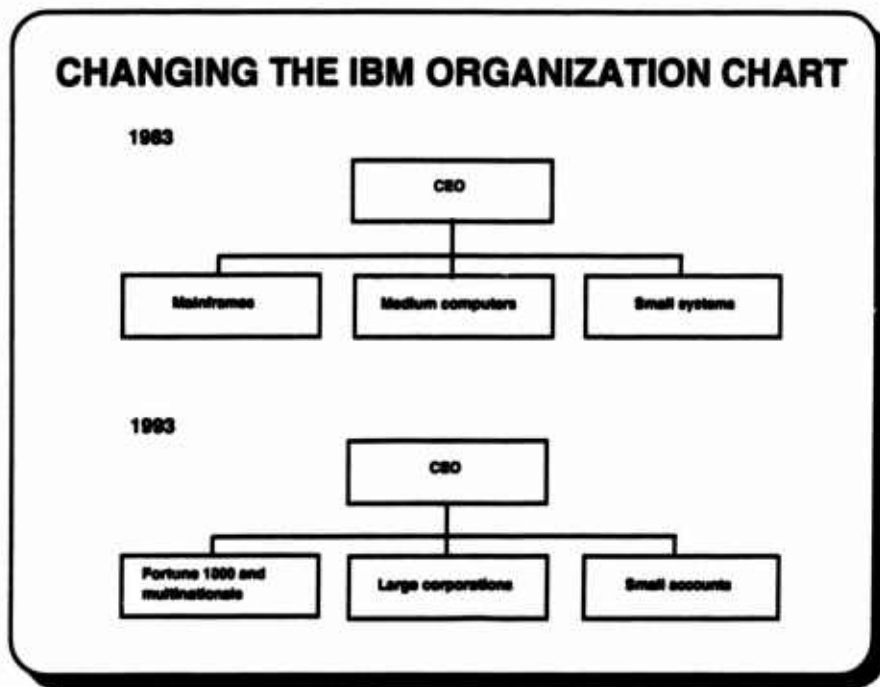 CHANGING THE IBM ORGANIZATION CHART
1983
CEO
Mainframes
Medium computers
Small systems
1993
CEO
Fortune 1000 and
multinationals
Large corporations
Small accounts